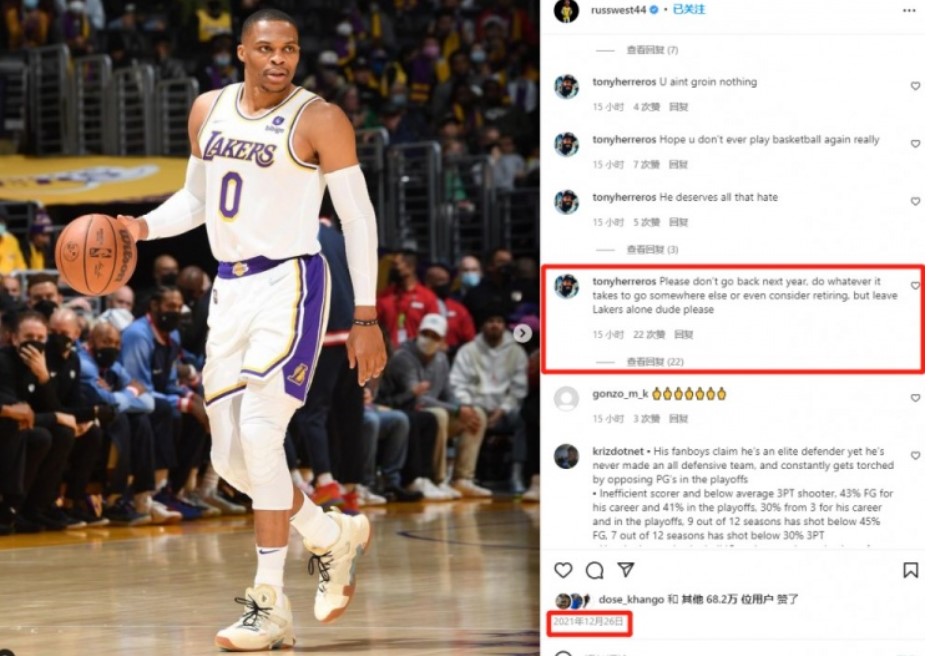 LAKERS
bibigo
0
WILSON
russwest44 • 已关注
查看回复 (7)
tonyherreros U aint groin nothing
15 小时 4 次赞 回复
tonyherreros Hope u don't ever play basketball again really
15 小时 7 次赞 回复
tonyherreros He deserves all that hate
15 小时 5 次赞 回复
查看回复 (3)
tonyherreros Please don't go back next year, do whatever it
takes to go somewhere else or even consider retiring, but leave
Lakers alone dude please
15 小时 22 次赞 回复
查看回复 (22)
gonzo_m_k 🖕🖕🖕🖕🖕🖕🖕
15 小时 3 次赞 回复
krizdotnet • His fanboys claim he's an elite defender yet he's
never made an all defensive team, and constantly gets torched
by opposing PG's in the playoffs
• Inefficient scorer and below average 3PT shooter, 43% FG for
his career and 41% in the playoffs, 30% from 3 for his career
and in the playoffs, 9 out of 12 seasons has shot below 45%
FG, 7 out of 12 seasons has shot below 30% 3PT
dose_khango 和 其他 68.2万 位用户 赞了
2021年12月26日